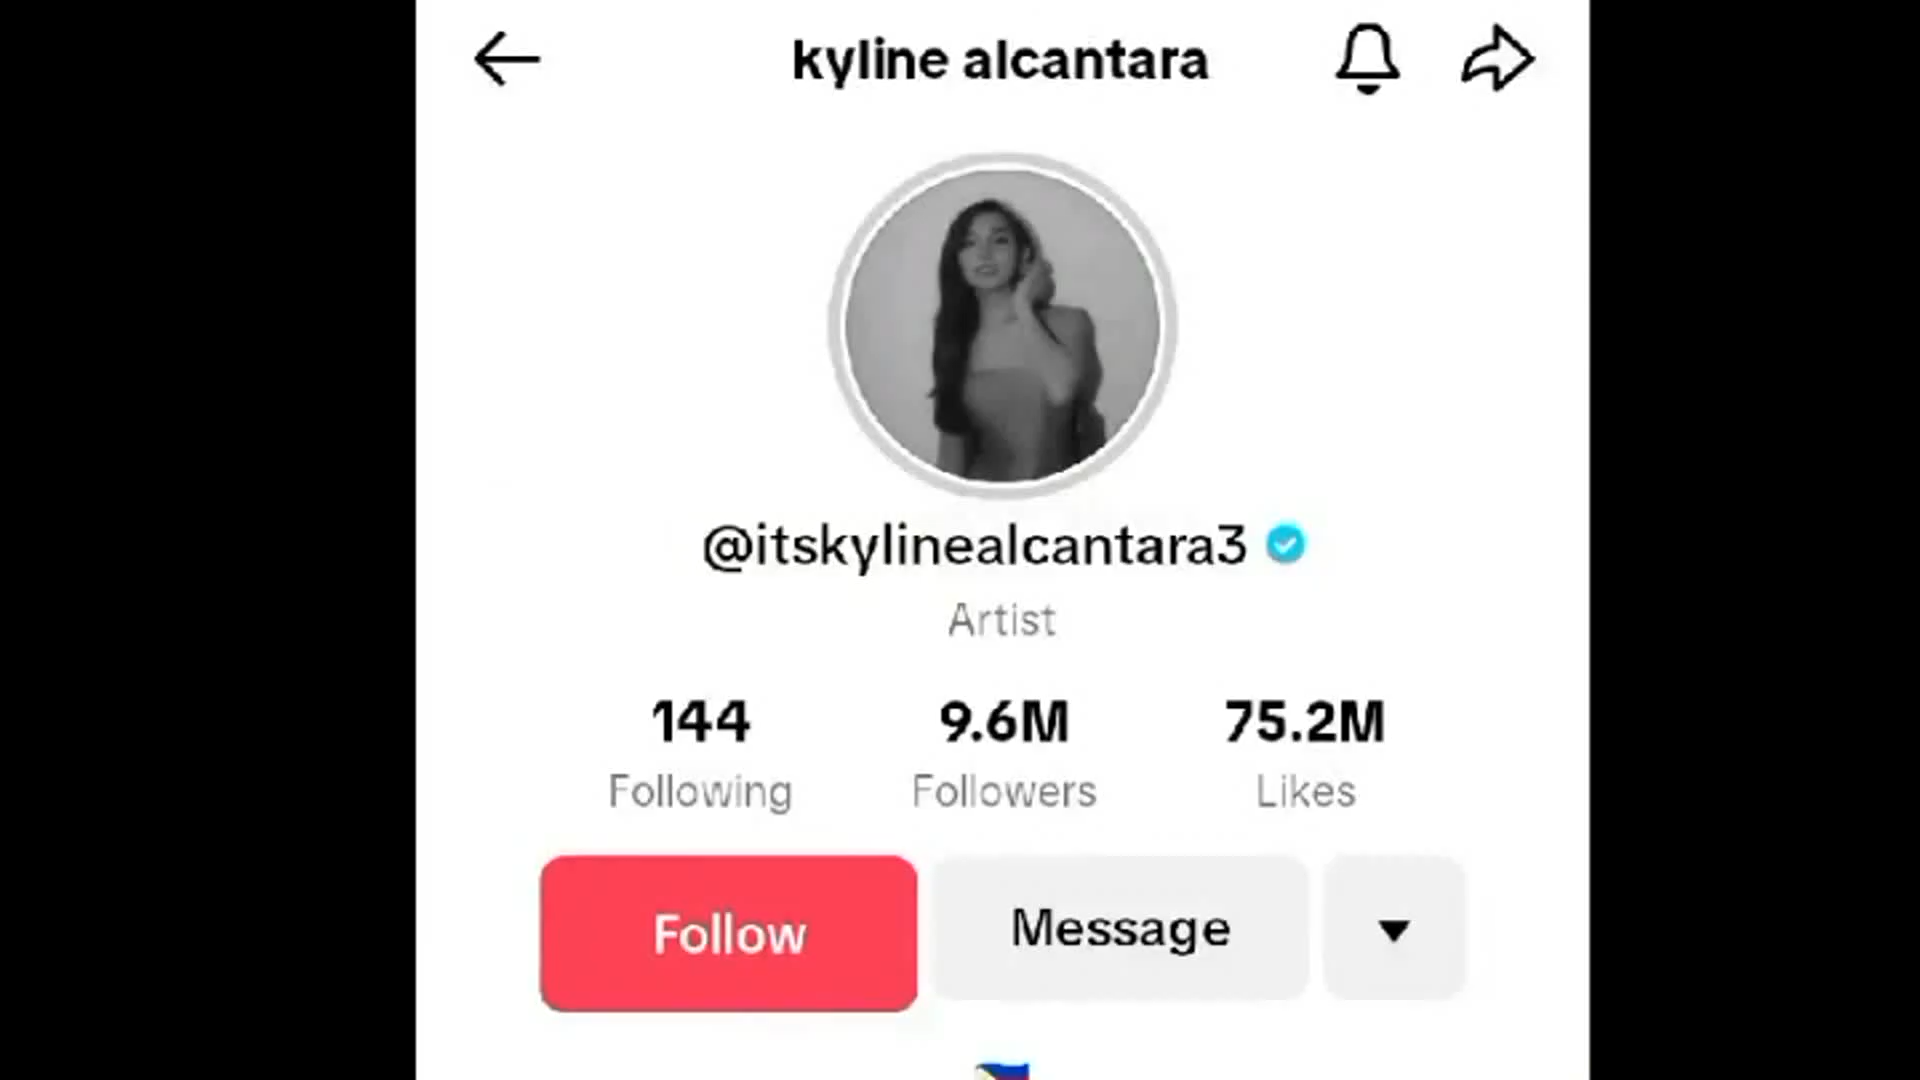 kyline alcantara
@itskylinealcantara3
Artist
144 9.6M 75.2M
Following Followers Likes
Follow Message